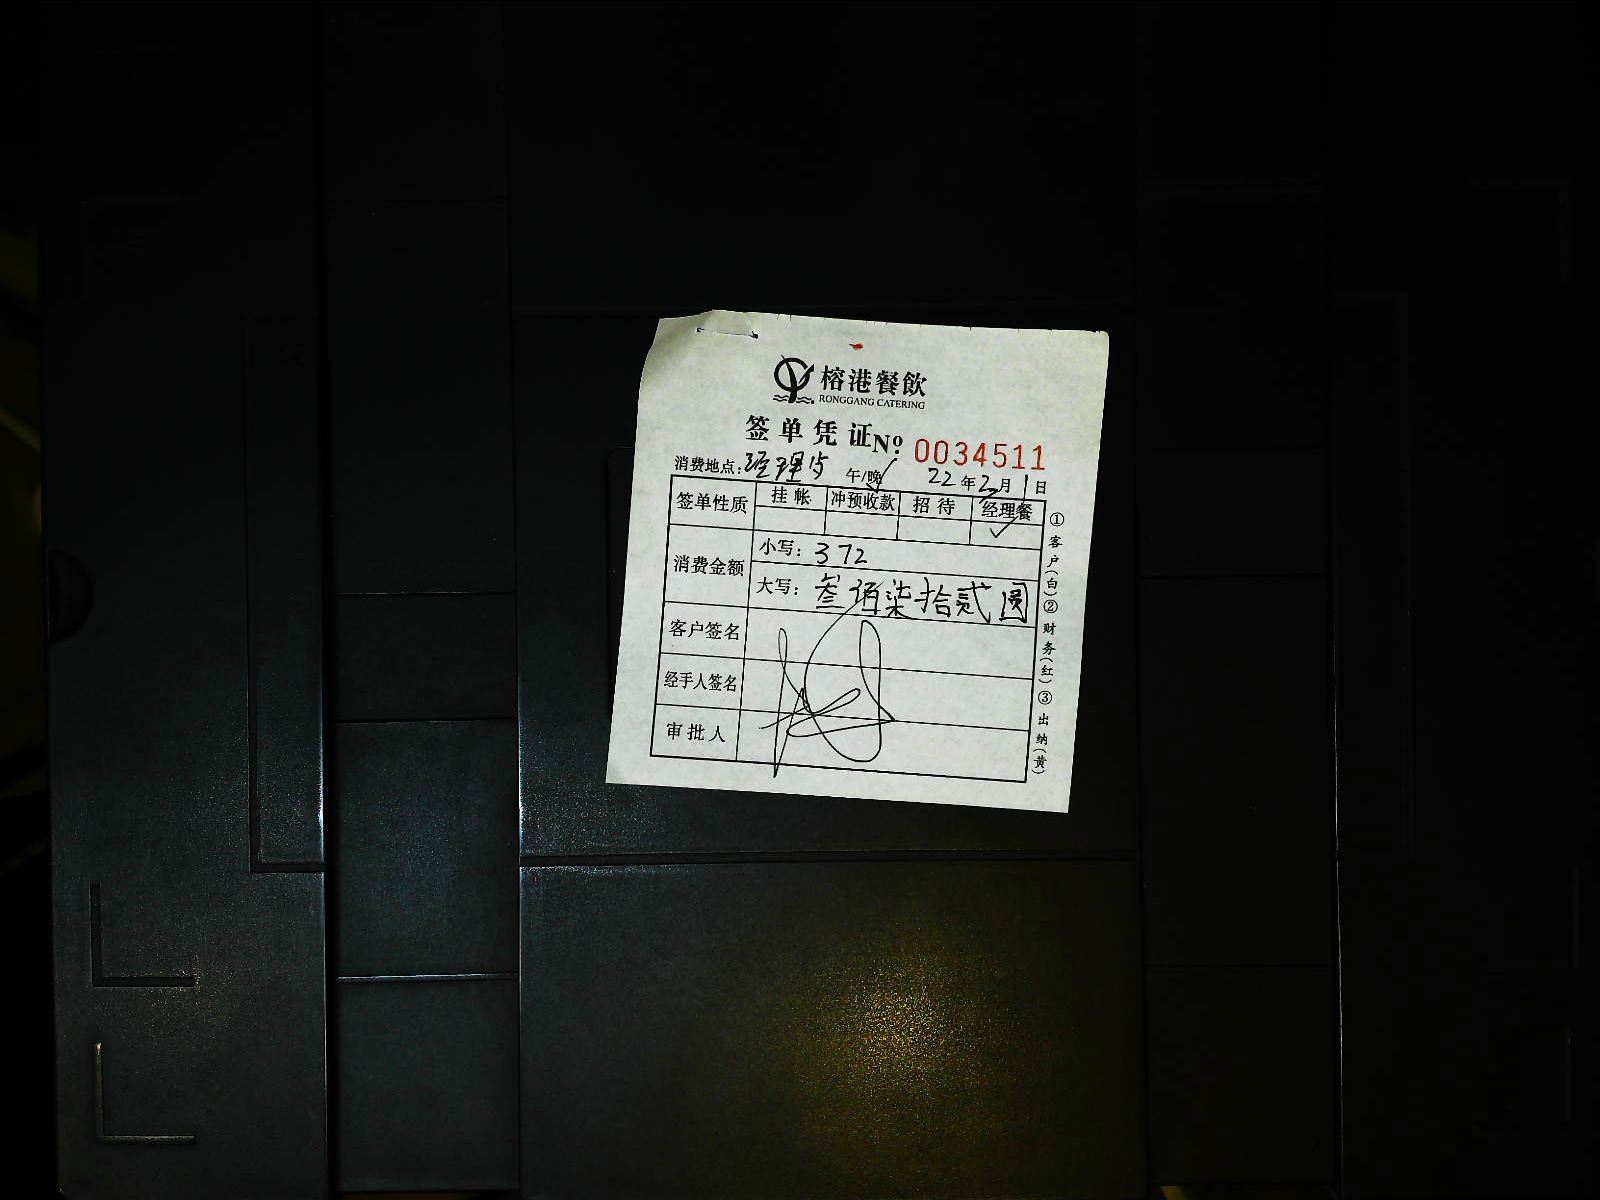 榕港餐飲
RONGGANG CATERING
签单凭证№: 0034511
消费地点: 经理 午/晚 22年2月1日
签单性质 挂帐 冲预收款 招待 经理餐
✓
消费金额 小写: 372
大写: 叁佰柒拾贰圆
客户签名
经手人签名
审批人
①客户(白)②财务(红)③出纳(黄)